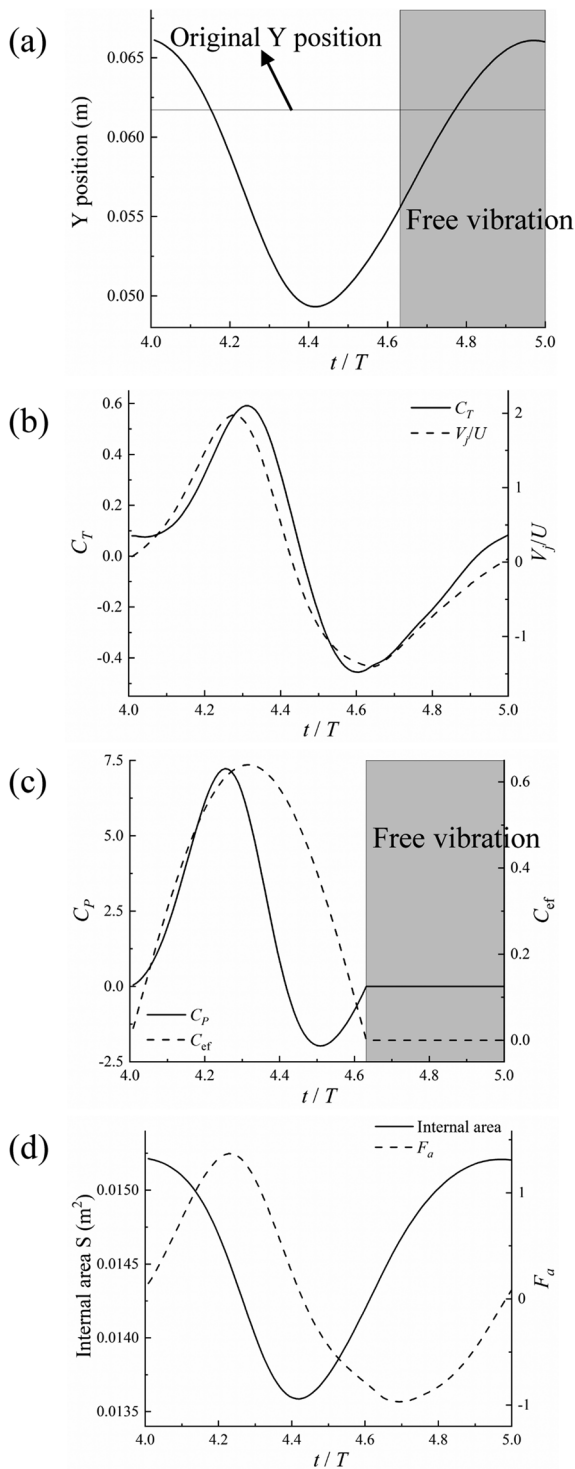 (a)
Original Y position
0.065
0.060
0.055
0.050
Y position (m)
Free vibration
4.0 4.2 4.4 4.6 4.8 5.0
t / T
(b)
C_T
V_j/U
0.6
0.4
0.2
0.0
-0.2
-0.4
C_T
2
1
0
-1
V_j/U
4.0 4.2 4.4 4.6 4.8 5.0
t / T
(c)
7.5
5.0
2.5
0.0
-2.5
C_P
Free vibration
C_P
C_ef
0.6
0.4
0.2
0.0
C_ef
4.0 4.2 4.4 4.6 4.8 5.0
t / T
(d)
Internal area
F_a
0.0150
0.0145
0.0140
0.0135
Internal area S (m²)
1
0
-1
F_a
4.0 4.2 4.4 4.6 4.8 5.0
t / T